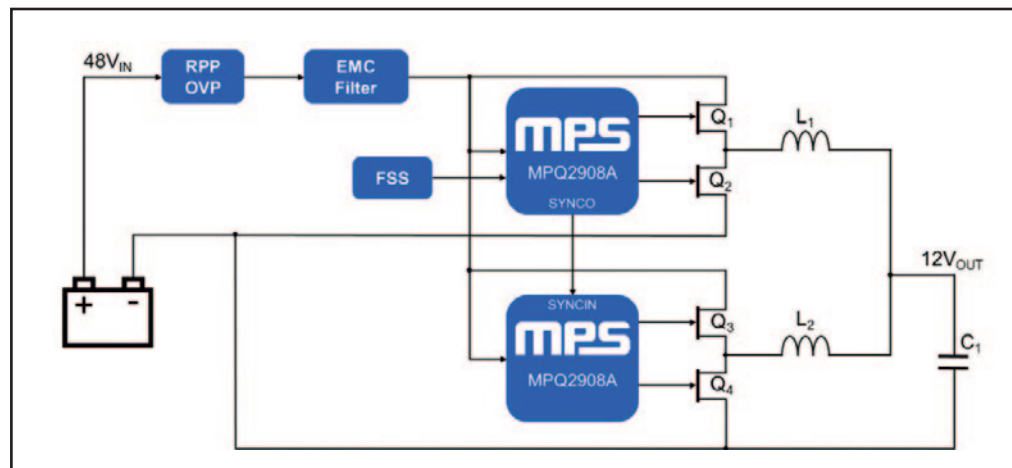 48VIN
RPP
OVP
EMC
Filter
mps
MPQ2908A
SYNCO
FSS
Q1
Q2
L1
+ -
SYNCIN
mps
MPQ2908A
Q3
Q4
L2
12VOUT
C1